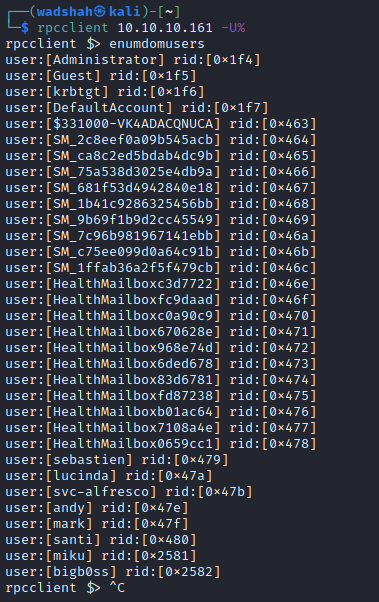 ┌──(wadshah㉿kali)-[~]
└─$ rpcclient 10.10.10.161 -U%
rpcclient $> enumdomusers
user:[Administrator] rid:[0×1f4]
user:[Guest] rid:[0×1f5]
user:[krbtgt] rid:[0×1f6]
user:[DefaultAccount] rid:[0×1f7]
user:[$331000-VK4ADACQNUCA] rid:[0×463]
user:[SM_2c8eef0a09b545acb] rid:[0×464]
user:[SM_ca8c2ed5bdab4dc9b] rid:[0×465]
user:[SM_75a538d3025e4db9a] rid:[0×466]
user:[SM_681f53d4942840e18] rid:[0×467]
user:[SM_1b41c9286325456bb] rid:[0×468]
user:[SM_9b69f1b9d2cc45549] rid:[0×469]
user:[SM_7c96b981967141ebb] rid:[0×46a]
user:[SM_c75ee099d0a64c91b] rid:[0×46b]
user:[SM_1ffab36a2f5f479cb] rid:[0×46c]
user:[HealthMailboxc3d7722] rid:[0×46e]
user:[HealthMailboxfc9daad] rid:[0×46f]
user:[HealthMailboxc0a90c9] rid:[0×470]
user:[HealthMailbox670628e] rid:[0×471]
user:[HealthMailbox968e74d] rid:[0×472]
user:[HealthMailbox6ded678] rid:[0×473]
user:[HealthMailbox83d6781] rid:[0×474]
user:[HealthMailboxfd87238] rid:[0×475]
user:[HealthMailboxb01ac64] rid:[0×476]
user:[HealthMailbox7108a4e] rid:[0×477]
user:[HealthMailbox0659cc1] rid:[0×478]
user:[sebastien] rid:[0×479]
user:[lucinda] rid:[0×47a]
user:[svc-alfresco] rid:[0×47b]
user:[andy] rid:[0×47e]
user:[mark] rid:[0×47f]
user:[santi] rid:[0×480]
user:[miku] rid:[0×2581]
user:[bigb0ss] rid:[0×2582]
rpcclient $> ^C